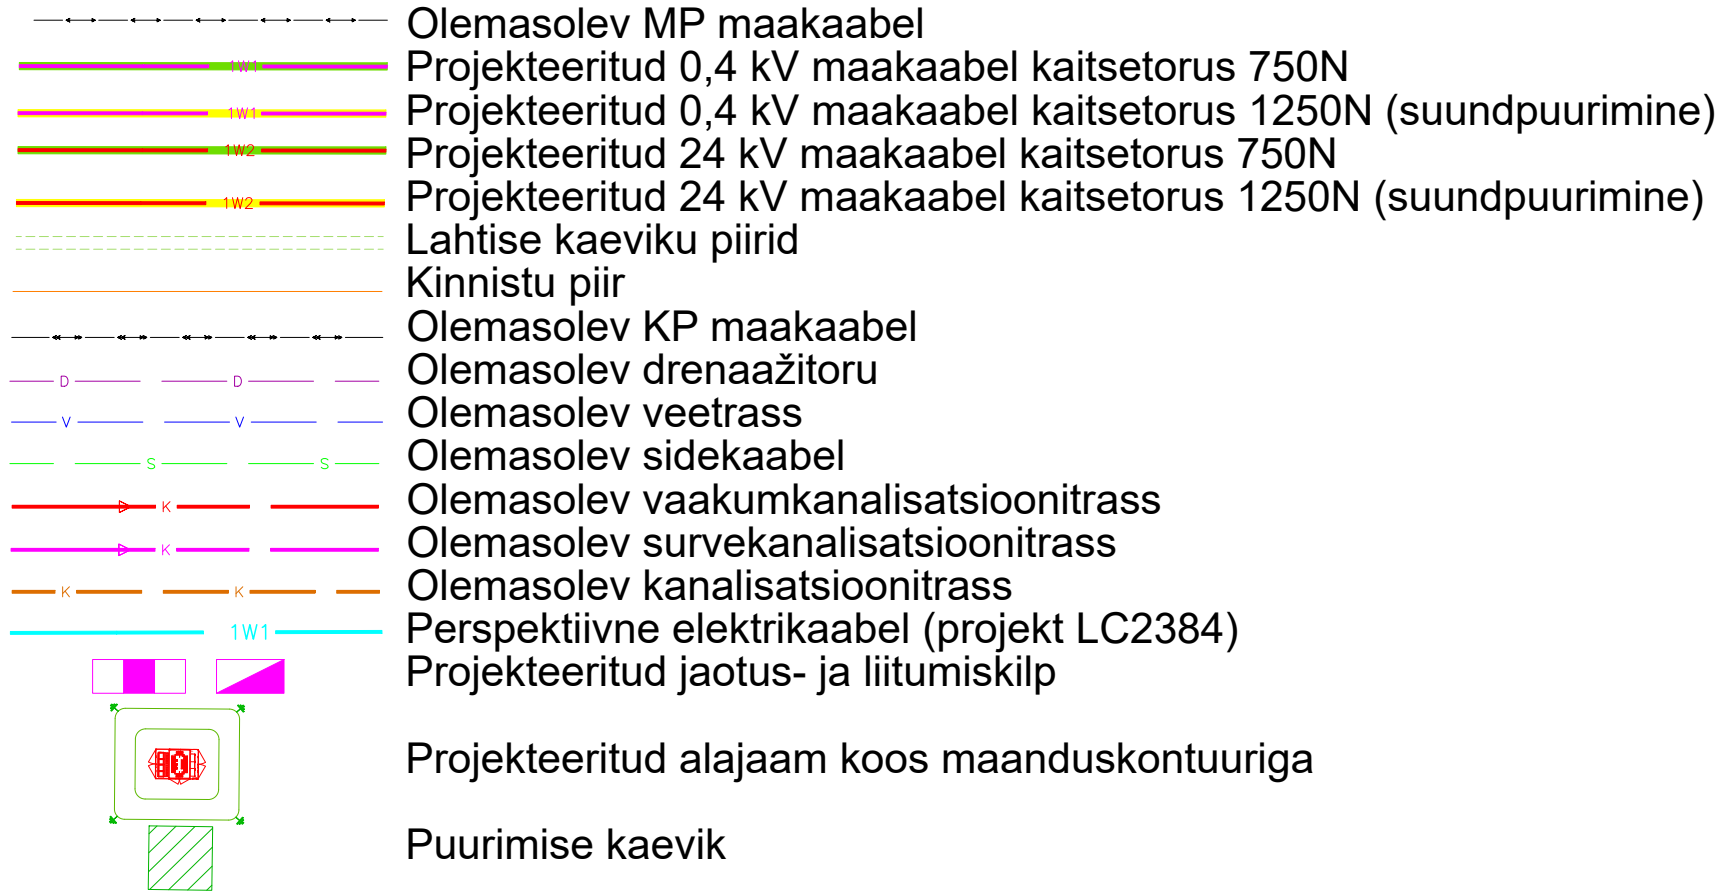 Olemasolev MP maakaabel
1W1 Projekteeritud 0,4 kV maakaabel kaitsetorus 750N
1W1 Projekteeritud 0,4 kV maakaabel kaitsetorus 1250N (suundpuurimine)
1W2 Projekteeritud 24 kV maakaabel kaitsetorus 750N
1W2 Projekteeritud 24 kV maakaabel kaitsetorus 1250N (suundpuurimine)
Lahtise kaeviku piirid
Kinnistu piir
Olemasolev KP maakaabel
D D Olemasolev drenaažitoru
V V Olemasolev veetrass
S S Olemasolev sidekaabel
K Olemasolev vaakumkanalisatsioonitrass
K Olemasolev survekanalisatsioonitrass
K K Olemasolev kanalisatsioonitrass
1W1 Perspektiivne elektrikaabel (projekt LC2384)
Projekteeritud jaotus- ja liitumiskilp
Projekteeritud alajaam koos maanduskontuuriga
Puurimise kaevik